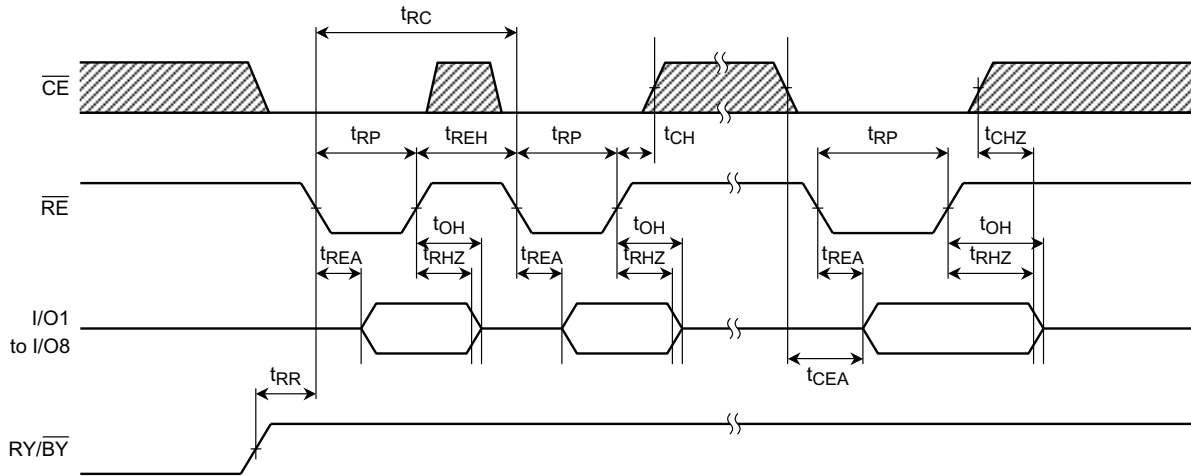 tRC
CE
tRP tREH tRP tCH tRP tCHZ
RE
tOH tOH tOH
tREA tRHZ tREA tRHZ tREA tRHZ
I/O1
to I/O8
tCEA
tRR
RY/BY